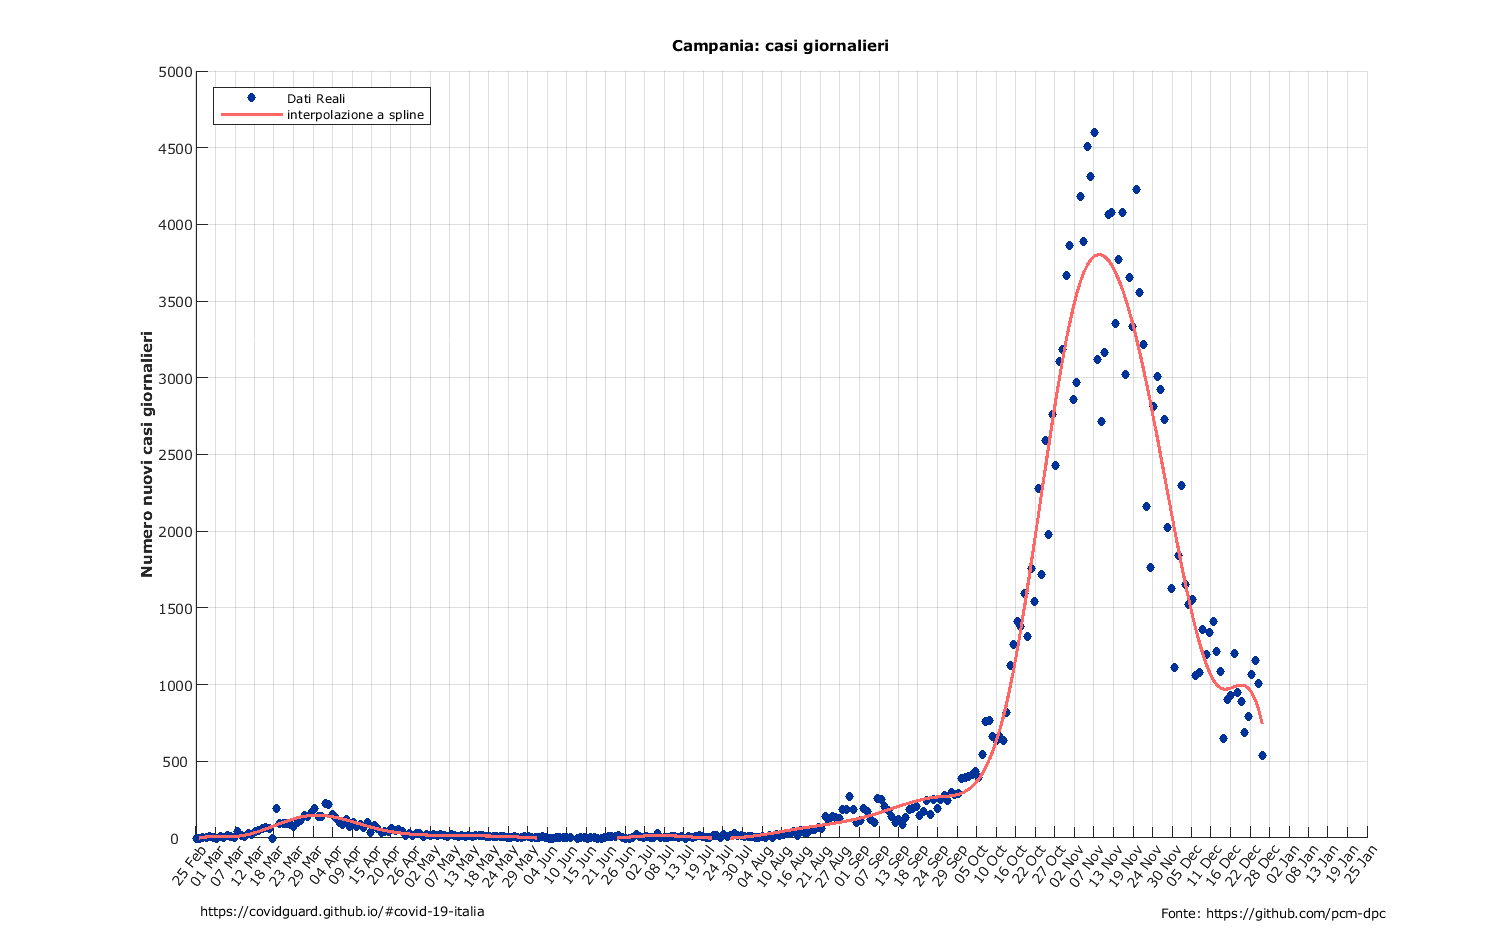 Campania: casi giornalieri
Dati Reali
interpolazione a spline
Numero nuovi casi giornalieri
5000
4500
4000
3500
3000
2500
2000
1500
1000
500
0
25 Feb
01 Mar
07 Mar
12 Mar
18 Mar
23 Mar
29 Mar
04 Apr
09 Apr
15 Apr
20 Apr
26 Apr
02 May
07 May
13 May
18 May
24 May
29 May
04 Jun
10 Jun
15 Jun
21 Jun
26 Jun
02 Jul
08 Jul
13 Jul
19 Jul
24 Jul
30 Jul
04 Aug
10 Aug
16 Aug
21 Aug
27 Aug
01 Sep
07 Sep
13 Sep
18 Sep
24 Sep
29 Sep
05 Oct
10 Oct
16 Oct
22 Oct
27 Oct
02 Nov
07 Nov
13 Nov
19 Nov
24 Nov
30 Nov
05 Dec
11 Dec
16 Dec
22 Dec
28 Dec
02 Jan
08 Jan
13 Jan
19 Jan
25 Jan
https://covidguard.github.io/#covid-19-italia
Fonte: https://github.com/pcm-dpc